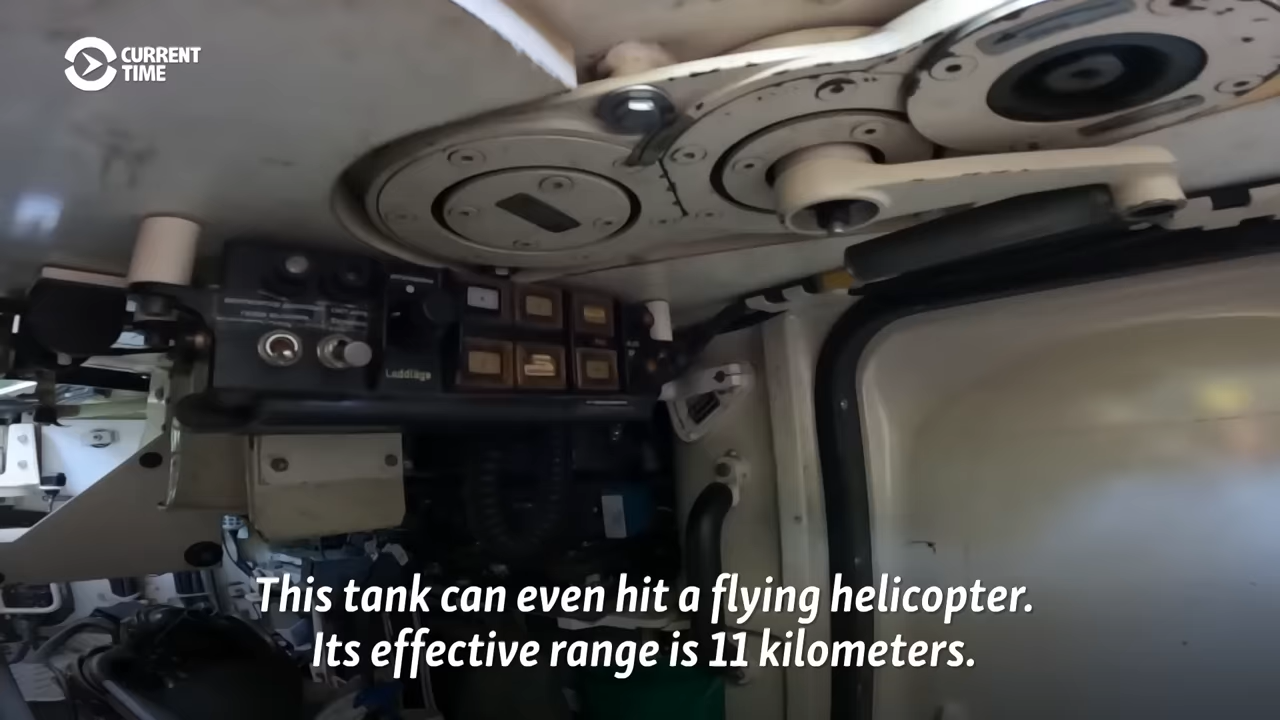 CURRENT
TIME
Laddläge
This tank can even hit a flying helicopter.
Its effective range is 11 kilometers.